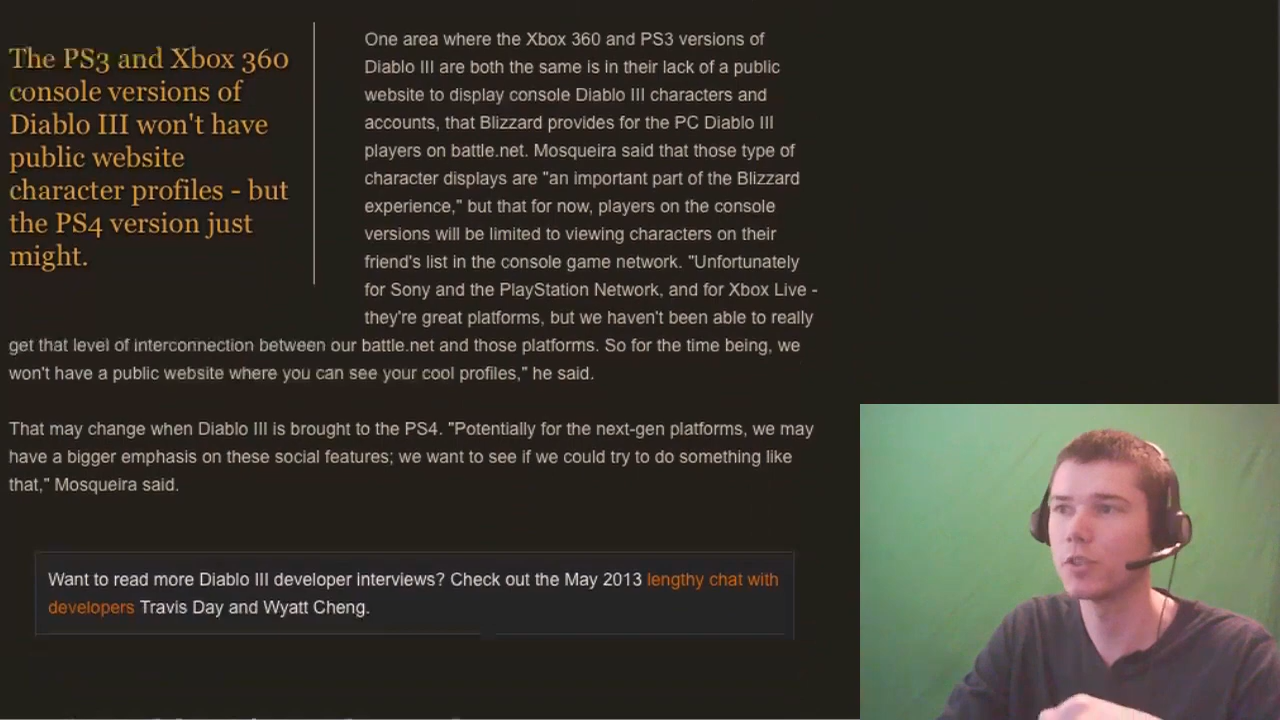 The PS3 and Xbox 360
console versions of
Diablo III won't have
public website
character profiles - but
the PS4 version just
might.
One area where the Xbox 360 and PS3 versions of
Diablo III are both the same is in their lack of a public
website to display console Diablo III characters and
accounts, that Blizzard provides for the PC Diablo III
players on battle.net. Mosqueira said that those type of
character displays are "an important part of the Blizzard
experience," but that for now, players on the console
versions will be limited to viewing characters on their
friend's list in the console game network. "Unfortunately
for Sony and the PlayStation Network, and for Xbox Live -
they're great platforms, but we haven't been able to really
get that level of interconnection between our battle.net and those platforms. So for the time being, we
won't have a public website where you can see your cool profiles," he said.
That may change when Diablo III is brought to the PS4. "Potentially for the next-gen platforms, we may
have a bigger emphasis on these social features; we want to see if we could try to do something like
that," Mosqueira said.
Want to read more Diablo III developer interviews? Check out the May 2013 lengthy chat with
developers Travis Day and Wyatt Cheng.